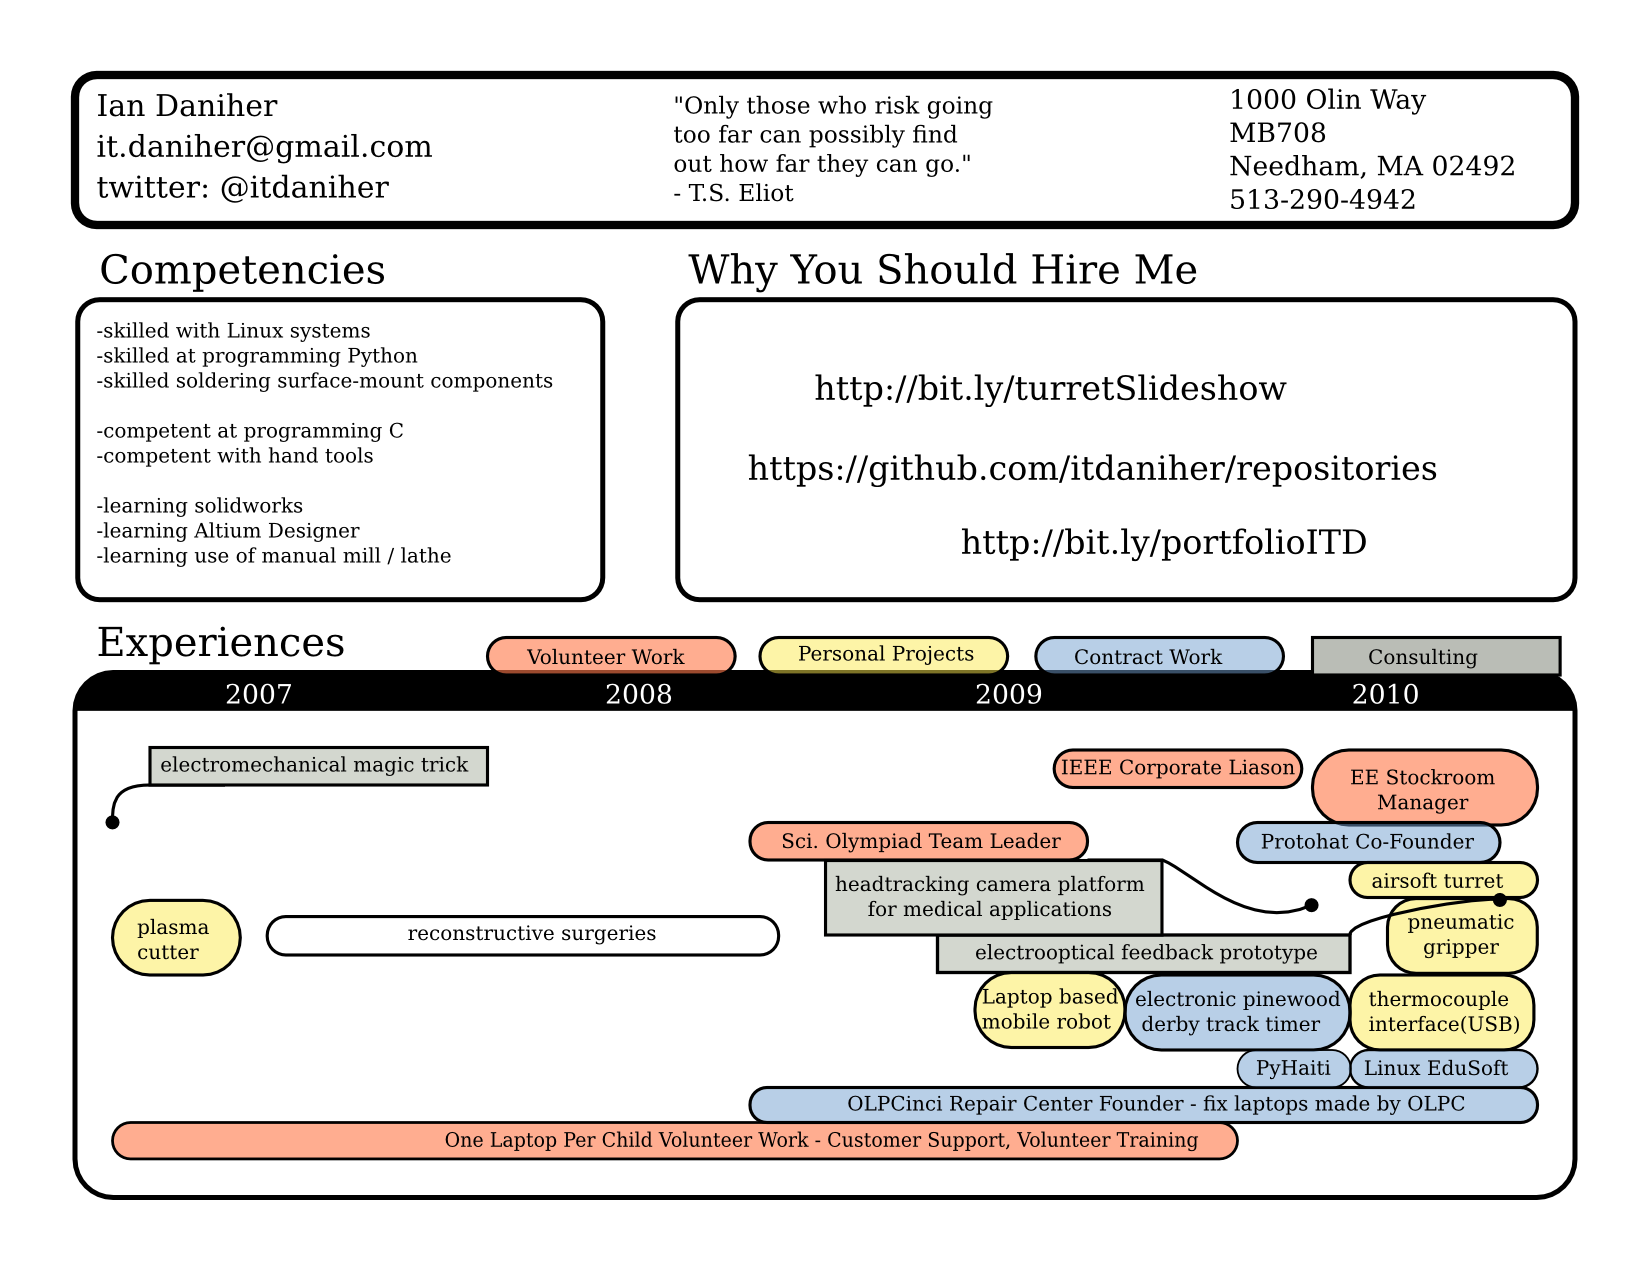 Ian Daniher
it.daniher@gmail.com
twitter: @itdaniher
"Only those who risk going
too far can possibly find
out how far they can go."
- T.S. Eliot
1000 Olin Way
MB708
Needham, MA 02492
513-290-4942
Competencies
-skilled with Linux systems
-skilled at programming Python
-skilled soldering surface-mount components
-competent at programming C
-competent with hand tools
-learning solidworks
-learning Altium Designer
-learning use of manual mill / lathe
Why You Should Hire Me
http://bit.ly/turretSlideshow
https://github.com/itdaniher/repositories
http://bit.ly/portfolioITD
Experiences
Volunteer Work
Personal Projects
Contract Work
Consulting
2007
2008
2009
2010
electromechanical magic trick
IEEE Corporate Liason
EE Stockroom
Manager
Sci. Olympiad Team Leader
Protohat Co-Founder
headtracking camera platform
for medical applications
airsoft turret
plasma
cutter
reconstructive surgeries
pneumatic
gripper
electrooptical feedback prototype
Laptop based
mobile robot
electronic pinewood
derby track timer
thermocouple
interface(USB)
PyHaiti
Linux EduSoft
OLPCinci Repair Center Founder - fix laptops made by OLPC
One Laptop Per Child Volunteer Work - Customer Support, Volunteer Training